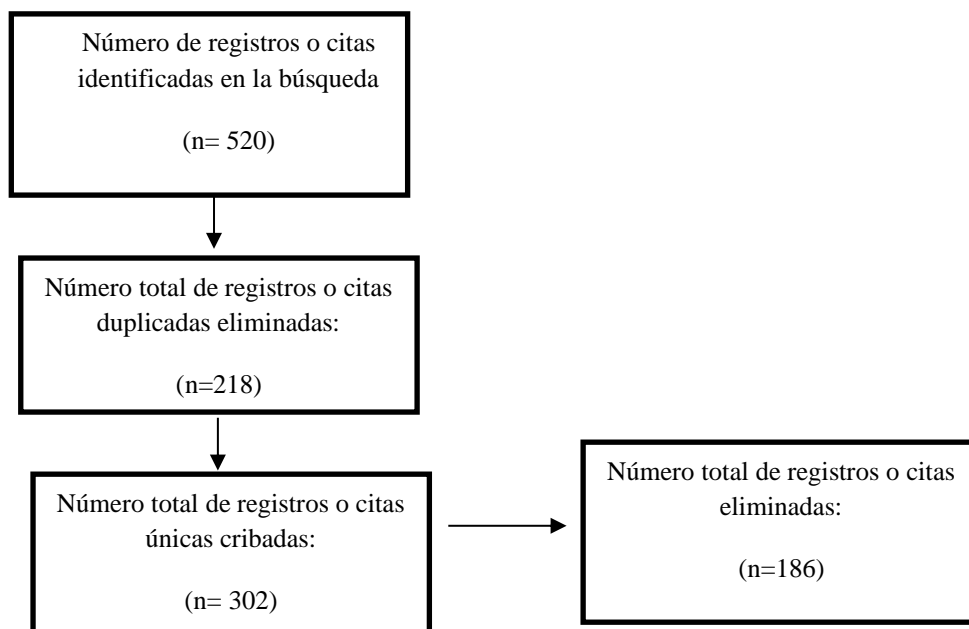 Número de registros o citas
identificadas en la búsqueda
(n= 520)
Número total de registros o citas
duplicadas eliminadas:
(n=218)
Número total de registros o citas
únicas cribadas:
(n= 302)
Número total de registros o citas
eliminadas:
(n=186)